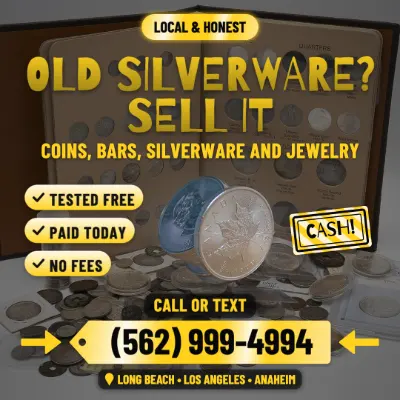 LOCAL & HONEST
OLD SILVERWARE?
SELL IT
COINS, BARS, SILVERWARE AND JEWELRY
TESTED FREE
PAID TODAY
NO FEES
CASH!
CALL OR TEXT
(562) 999-4994
LONG BEACH • LOS ANGELES • ANAHEIM